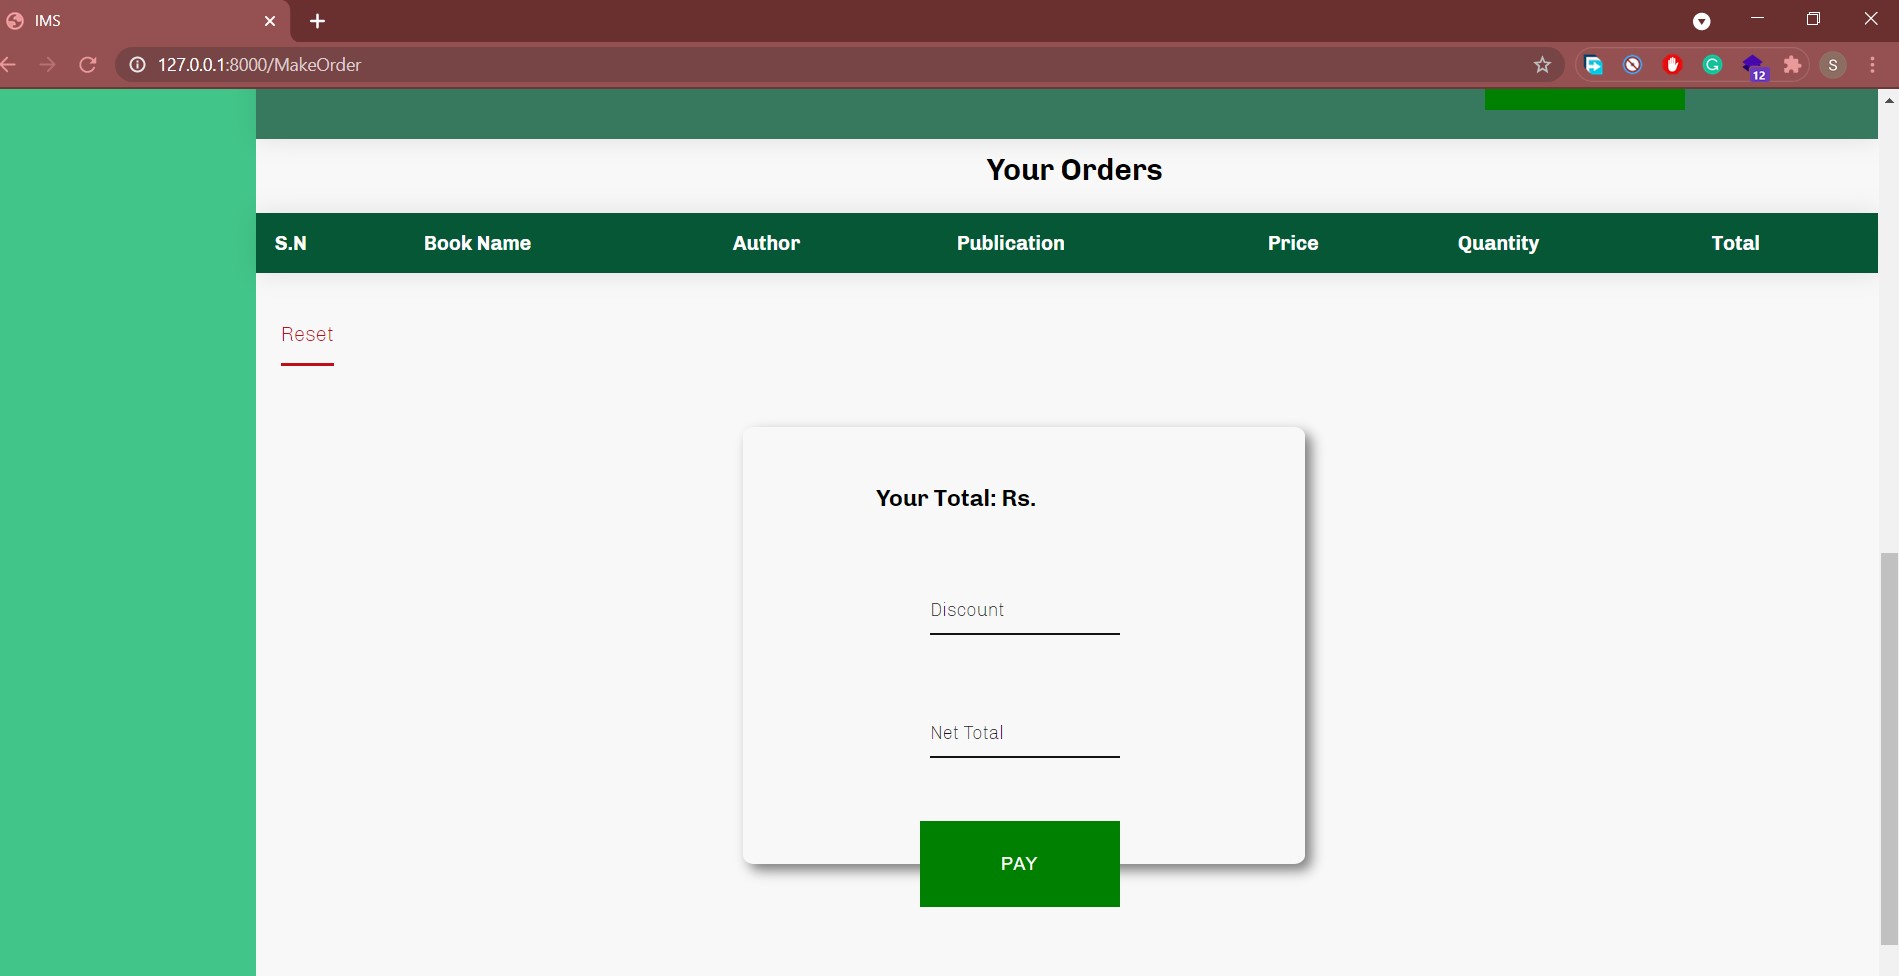 IMS
127.0.0.1:8000/MakeOrder
12
S
Your Orders
S.N Book Name Author Publication Price Quantity Total
Reset
Your Total: Rs.
Discount
Net Total
PAY